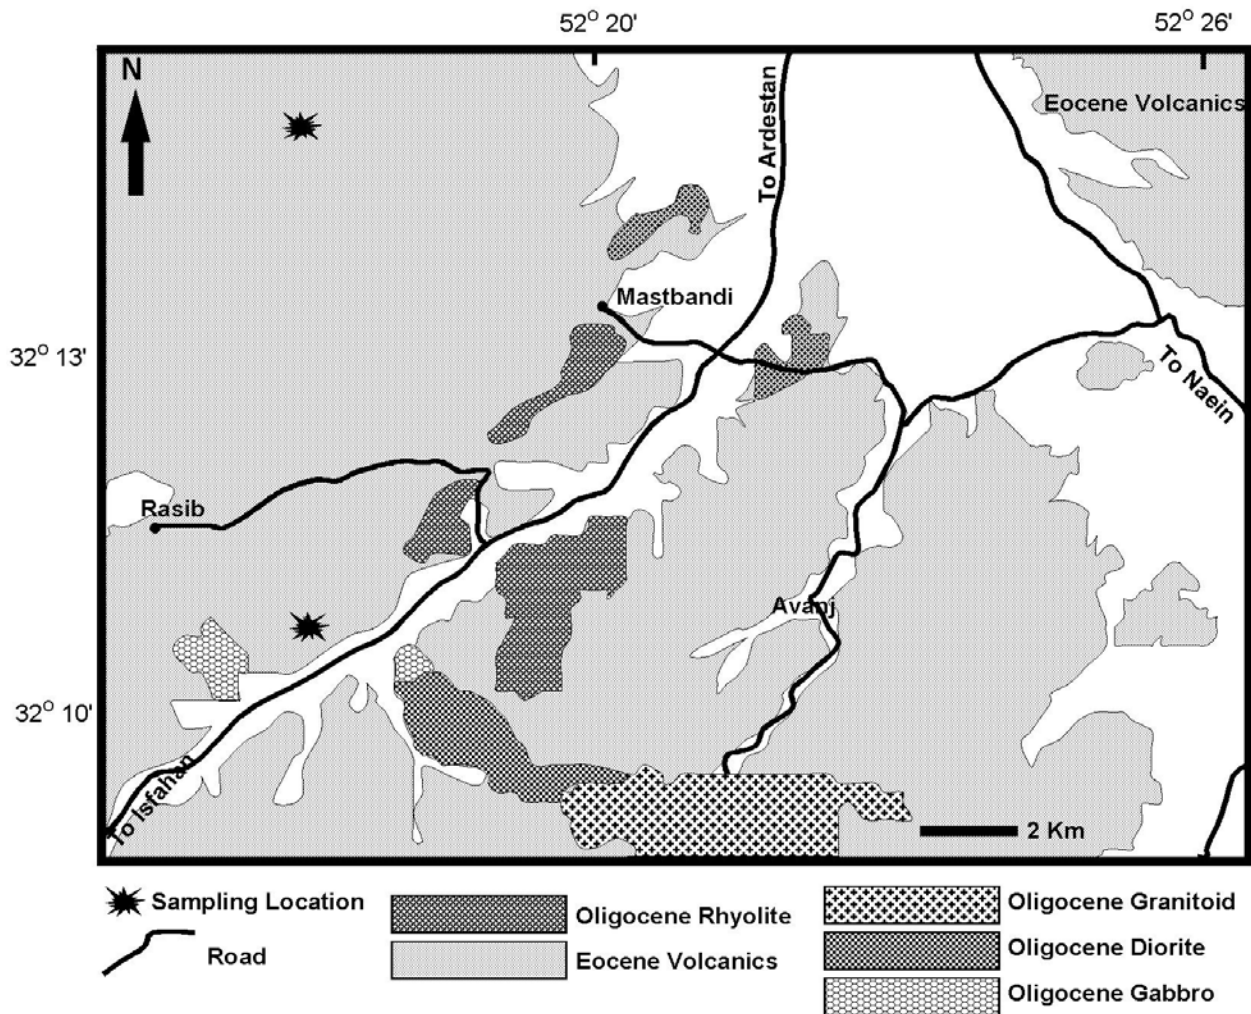 52° 20'
52° 26'
N
To Ardestan
Eocene Volcanics
Mastbandi
32° 13'
To Naein
Rasib
Avanj
32° 10'
To Isfahan
2 Km
Sampling Location
Road
Oligocene Rhyolite
Eocene Volcanics
Oligocene Granitoid
Oligocene Diorite
Oligocene Gabbro